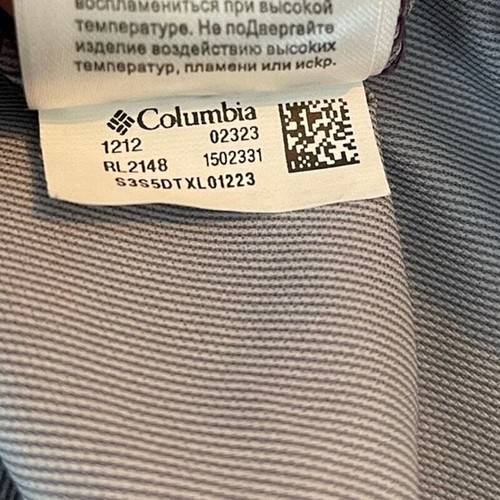 воспламениться при высокой
температуре. Не поДвергайте
изделие воздействию высоких
температур, пламени или искр.
Columbia
1212 02323
RL2148 1502331
S3S5DTXL01223